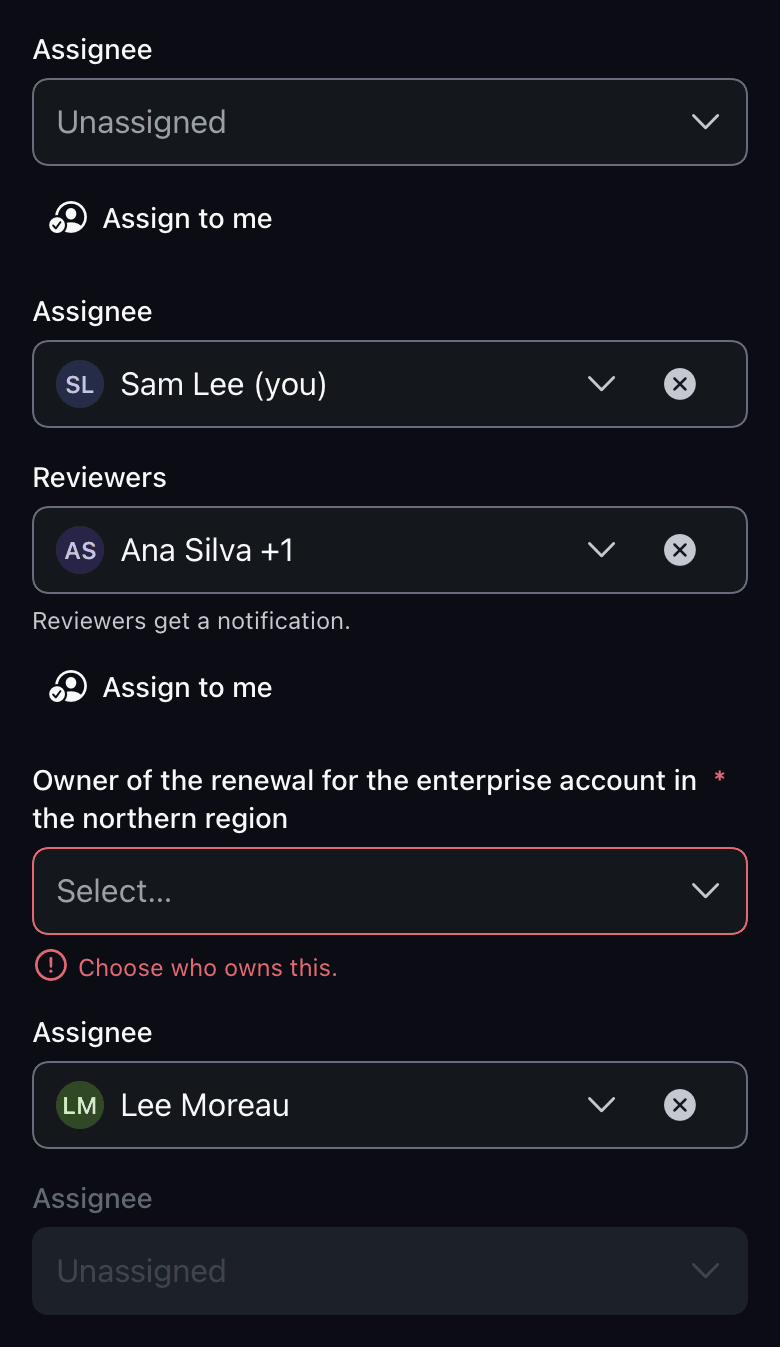 Assignee
Unassigned
Assign to me
Assignee
SL Sam Lee (you)
Reviewers
AS Ana Silva +1
Reviewers get a notification.
Assign to me
Owner of the renewal for the enterprise account in *
the northern region
Select...
Choose who owns this.
Assignee
LM Lee Moreau
Assignee
Unassigned